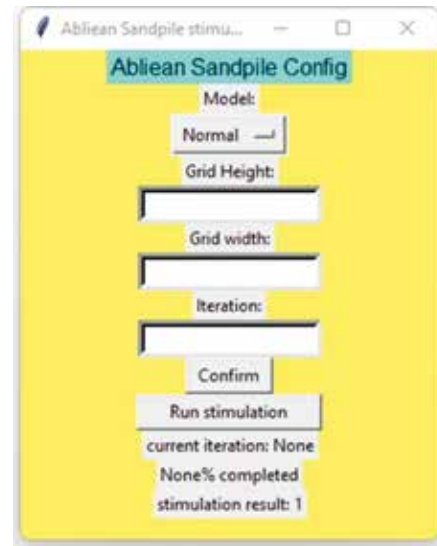 Abliean Sandpile stimu...
Abliean Sandpile Config
Model:
Normal
Grid Height:
Grid width:
Iteration:
Confirm
Run stimulation
current iteration: None
None% completed
stimulation result: 1